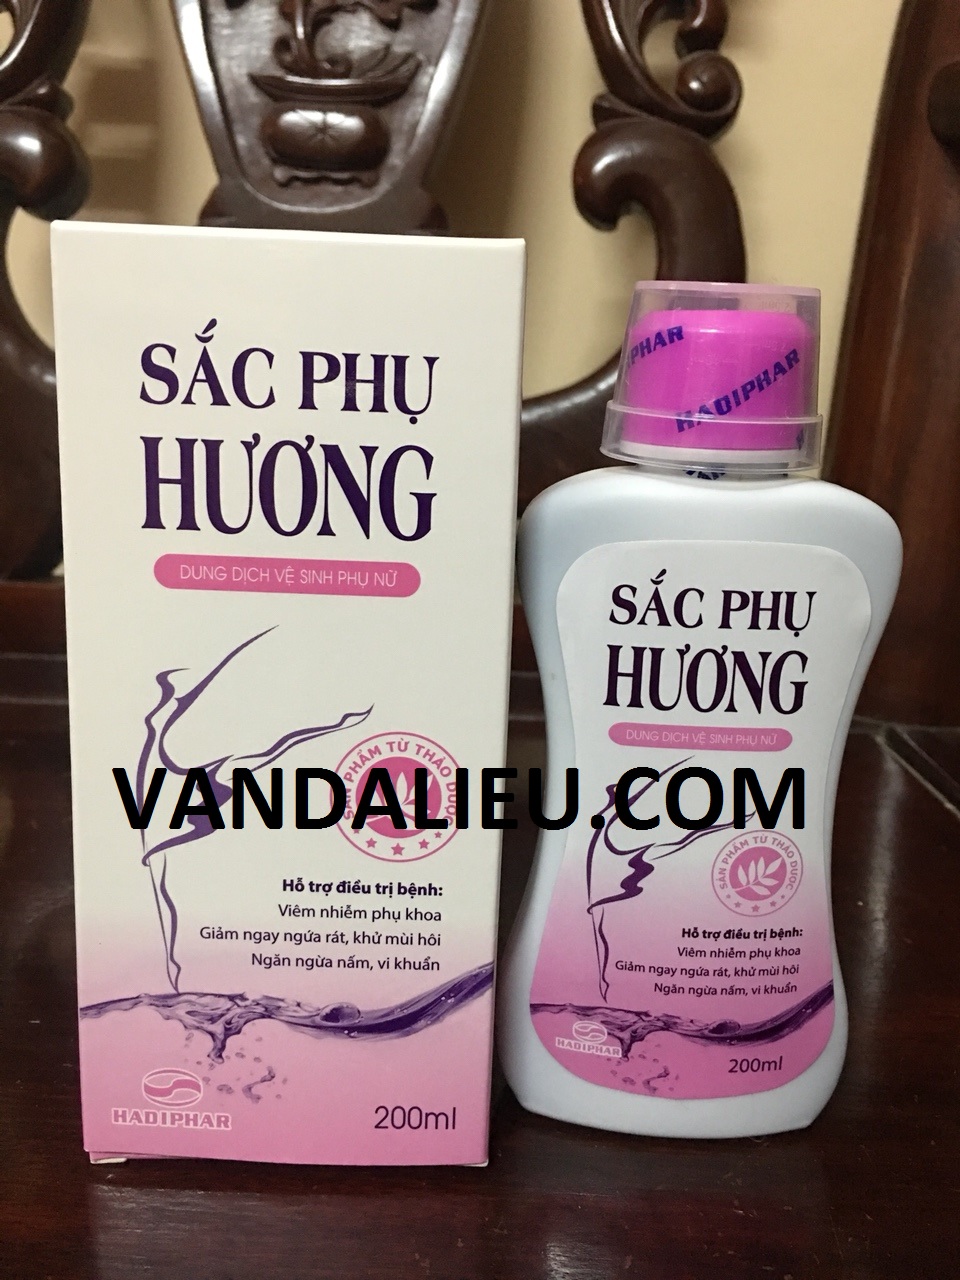 SẮC PHỤ
HƯƠNG
DUNG DỊCH VỆ SINH PHỤ NỮ
SẢN PHẨM TỪ THẢO DƯỢC
Hỗ trợ điều trị bệnh:
Viêm nhiễm phụ khoa
Giảm ngay ngứa rát, khử mùi hôi
Ngăn ngừa nấm, vi khuẩn
HADIPHAR
200ml
VANDALIEU.COM
IPHAR
HADIPHAR
SẮC PHỤ
HƯƠNG
DUNG DỊCH VỆ SINH PHỤ NỮ
SẢN PHẨM TỪ THẢO DƯỢC
Hỗ trợ điều trị bệnh:
Viêm nhiễm phụ khoa
Giảm ngay ngứa rát, khử mùi hôi
Ngăn ngừa nấm, vi khuẩn
HADIPHAR
200ml